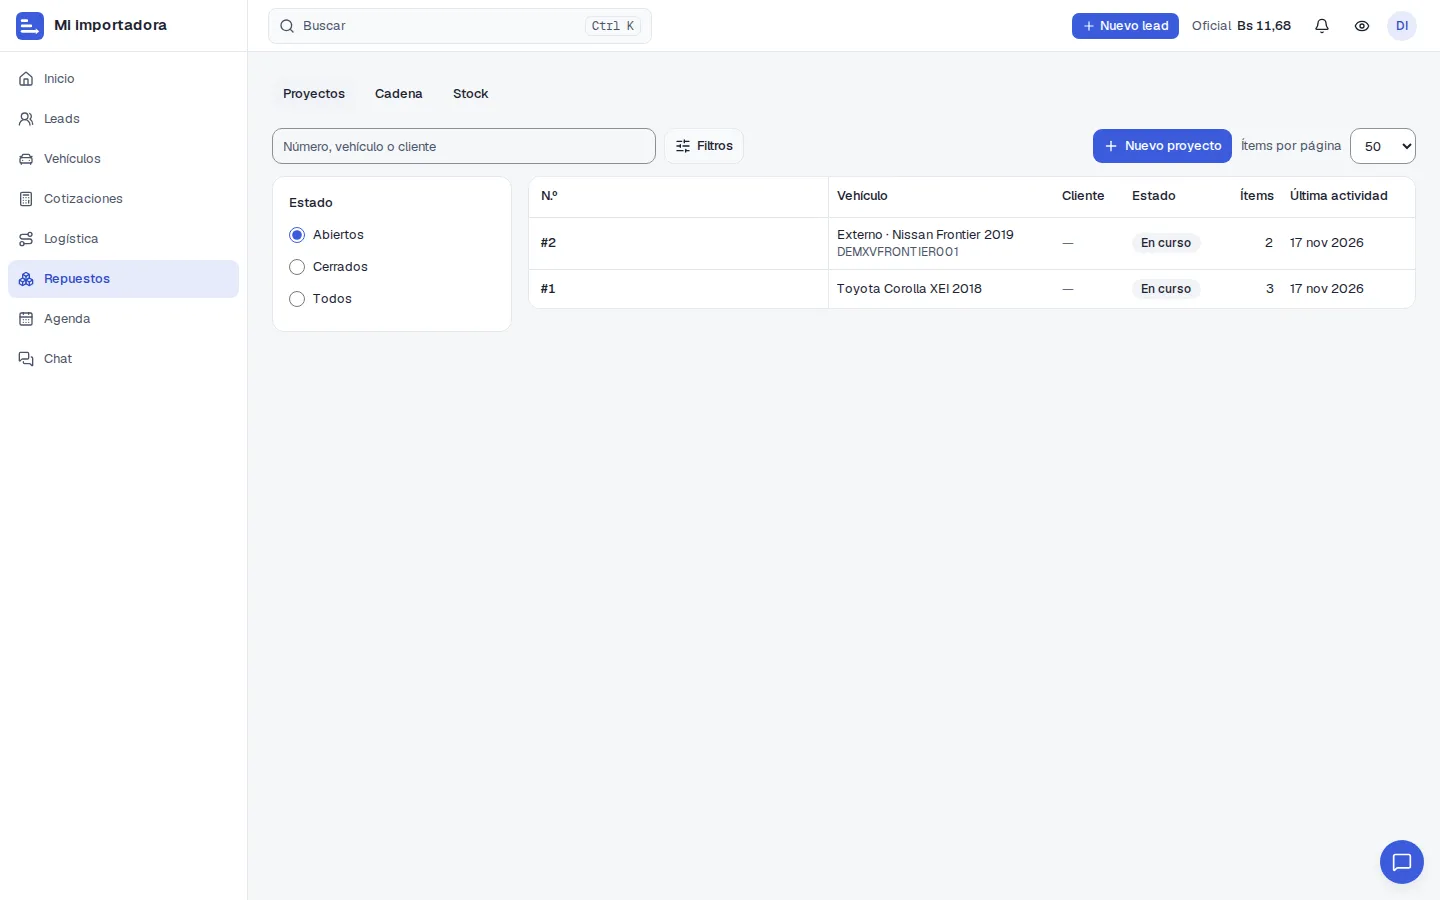 Mi Importadora
Buscar
Ctrl K
Nuevo lead
Oficial Bs 11,68
DI
Inicio
Leads
Vehículos
Cotizaciones
Logística
Repuestos
Agenda
Chat
Proyectos
Cadena
Stock
Número, vehículo o cliente
Filtros
Nuevo proyecto
Ítems por página
50
Estado
Abiertos
Cerrados
Todos
N.º Vehículo Cliente Estado Ítems Última actividad
#2 Externo · Nissan Frontier 2019 — En curso 2 17 nov 2026
DEMXVFRONTIER001
#1 Toyota Corolla XEI 2018 — En curso 3 17 nov 2026